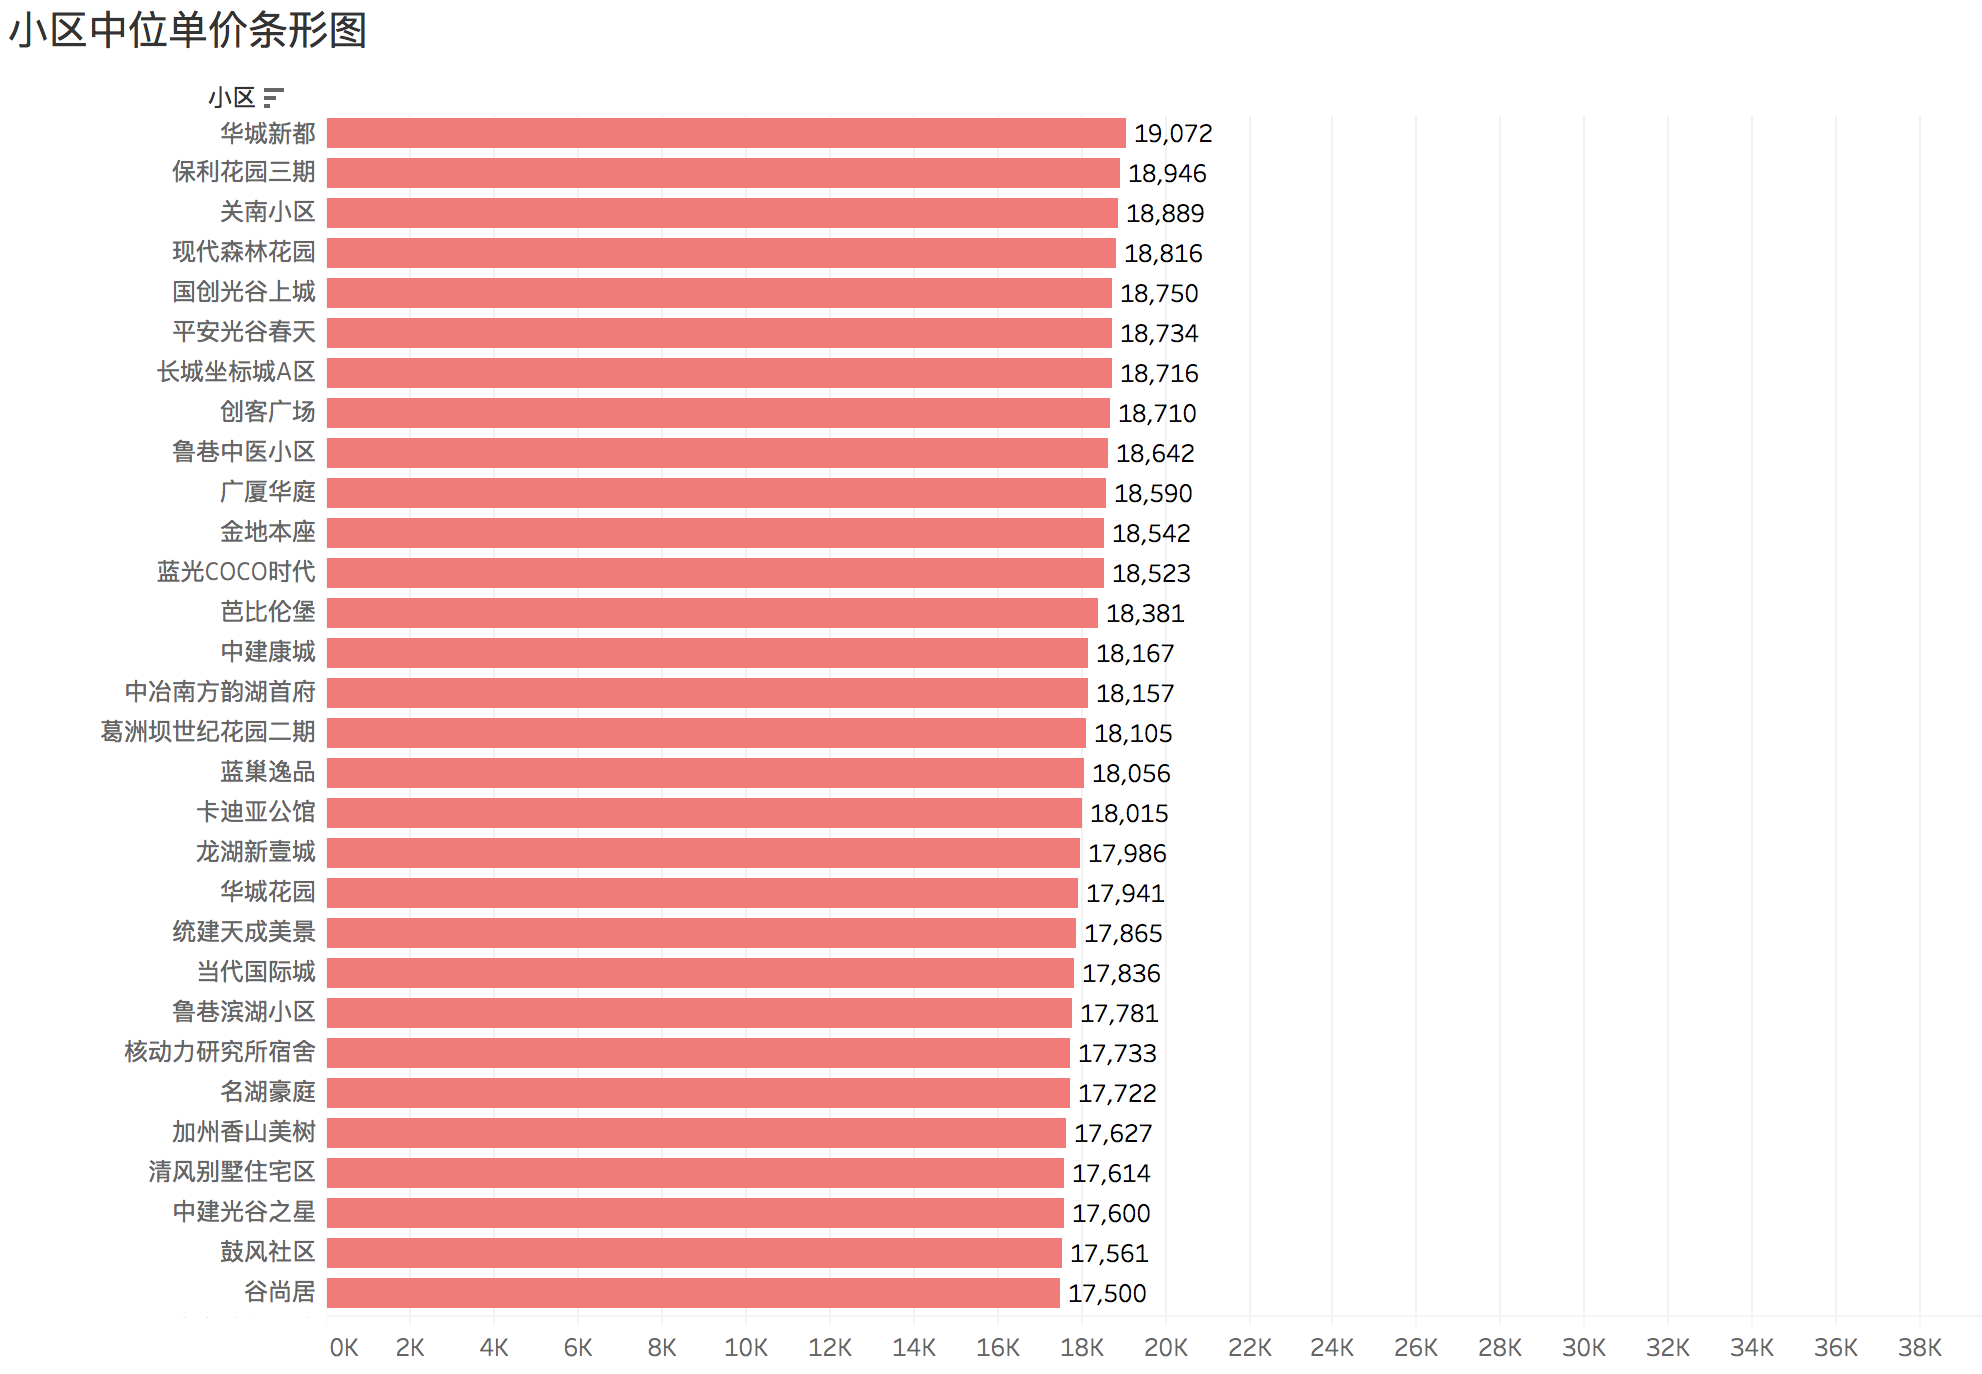 小区中位单价条形图
小区
华城新都 19,072
保利花园三期 18,946
关南小区 18,889
现代森林花园 18,816
国创光谷上城 18,750
平安光谷春天 18,734
长城坐标城A区 18,716
创客广场 18,710
鲁巷中医小区 18,642
广厦华庭 18,590
金地本座 18,542
蓝光COCO时代 18,523
芭比伦堡 18,381
中建康城 18,167
中冶南方韵湖首府 18,157
葛洲坝世纪花园二期 18,105
蓝巢逸品 18,056
卡迪亚公馆 18,015
龙湖新壹城 17,986
华城花园 17,941
统建天成美景 17,865
当代国际城 17,836
鲁巷滨湖小区 17,781
核动力研究所宿舍 17,733
名湖豪庭 17,722
加州香山美树 17,627
清风别墅住宅区 17,614
中建光谷之星 17,600
鼓风社区 17,561
谷尚居 17,500
0K 2K 4K 6K 8K 10K 12K 14K 16K 18K 20K 22K 24K 26K 28K 30K 32K 34K 36K 38K